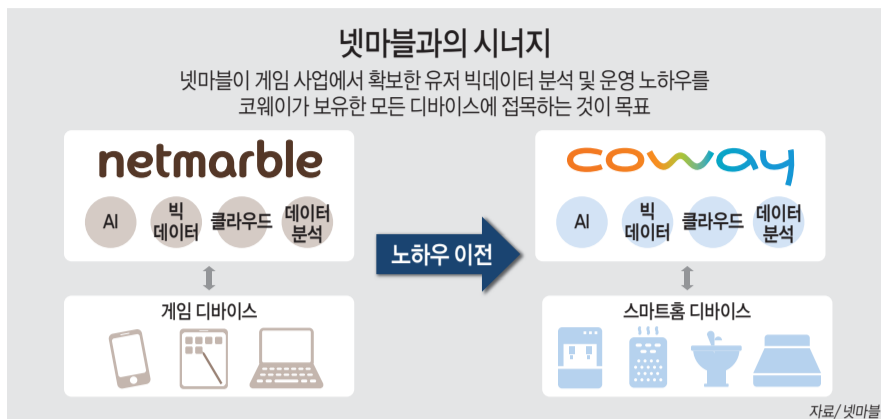 넷마블과의 시너지
넷마블이 게임 사업에서 확보한 유저 빅데이터 분석 및 운영 노하우를
코웨이가 보유한 모든 디바이스에 접목하는 것이 목표
netmarble
AI
빅
데이터
클라우드
데이터
분석
게임 디바이스
노하우 이전
coway
AI
빅
데이터
클라우드
데이터
분석
스마트홈 디바이스
자료/넷마블